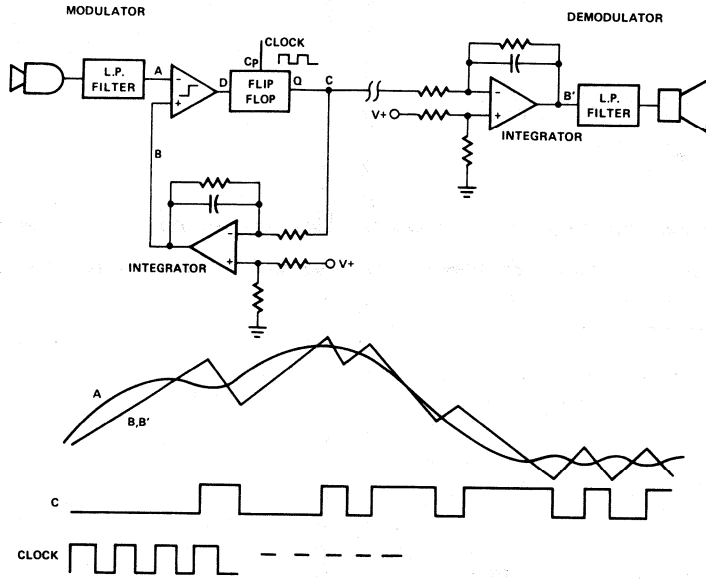 MODULATOR
DEMODULATOR
CLOCK
CP
L.P.
FILTER
A
-
+
D
FLIP
FLOP
Q
C
V+
-
+
INTEGRATOR
B'
L.P.
FILTER
B
-
+
INTEGRATOR
V+
A
B,B'
C
CLOCK